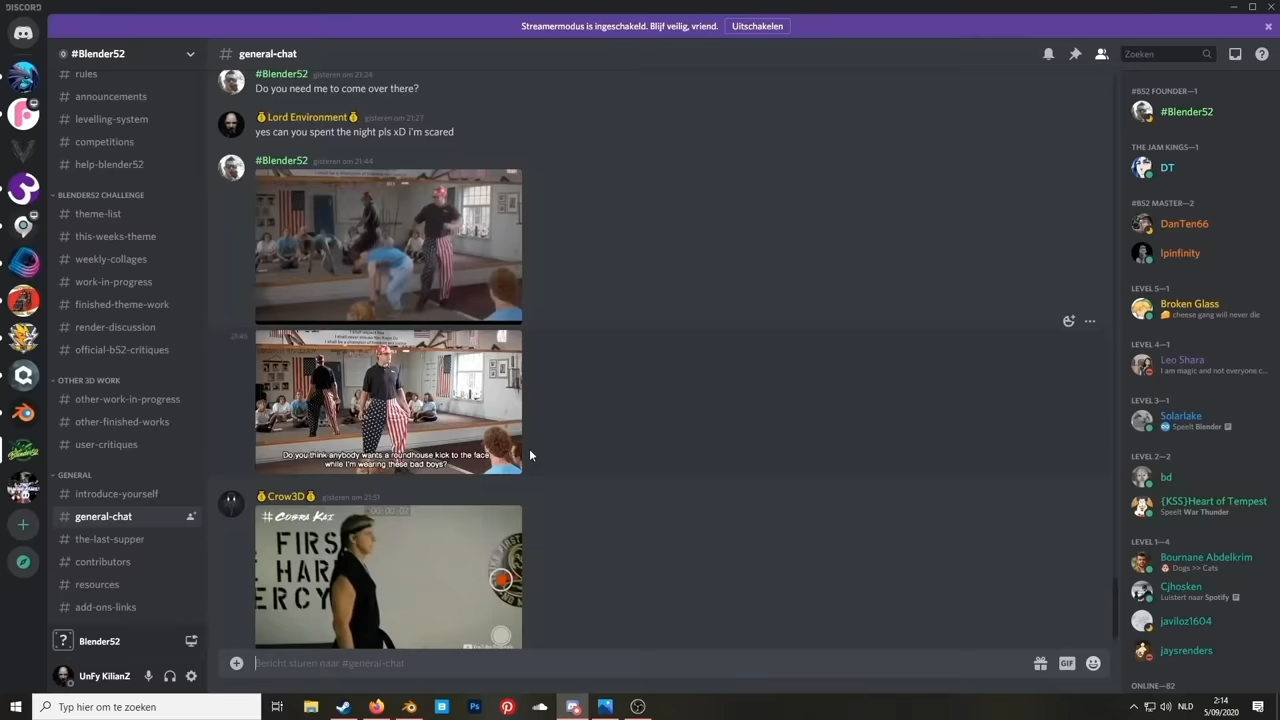 DISCORD
Streamermodus is ingeschakeld. Blijf veilig, vriend.
Uitschakelen
#Blender52
general-chat
Zoeken
rules
announcements
levelling-system
competitions
help-blender52
BLENDER52 CHALLENGE
theme-list
this-weeks-theme
weekly-collages
work-in-progress
finished-theme-work
render-discussion
official-b52-critiques
OTHER 3D WORK
other-work-in-progress
other-finished-works
user-critiques
GENERAL
introduce-yourself
general-chat
the-last-supper
contributors
resources
add-ons-links
Blender52
UnFy KilianZ
#Blender52 gisteren om 21:24
Do you need me to come over there?
Lord Environment gisteren om 21:27
yes can you spent the night pls xD i'm scared
#Blender52 gisteren om 21:44
21:45
Do you think anybody wants a roundhouse kick to the face
while I'm wearing these bad boys?
Crow3D gisteren om 21:51
# COBRA KAI
00:00:03
FIRS
HAR
ERCY
Bericht sturen naar #general-chat
GIF
#B52 FOUNDER—1
#Blender52
THE JAM KINGS—1
DT
#B52 MASTER—2
DanTen66
Ipinfinity
LEVEL 5—1
Broken Glass
cheese gang will never die
LEVEL 4—1
Leo Shara
I am magic and not everyone c...
LEVEL 3—1
Solarlake
Speelt Blender
LEVEL 2—2
bd
{KSS}Heart of Tempest
Speelt War Thunder
LEVEL 1—4
Bournane Abdelkrim
Dogs >> Cats
Cjhosken
Luistert naar Spotify
javiloz1604
jaysrenders
ONLINE—82
Typ hier om te zoeken
Ps
NLD
2:14
5/09/2020